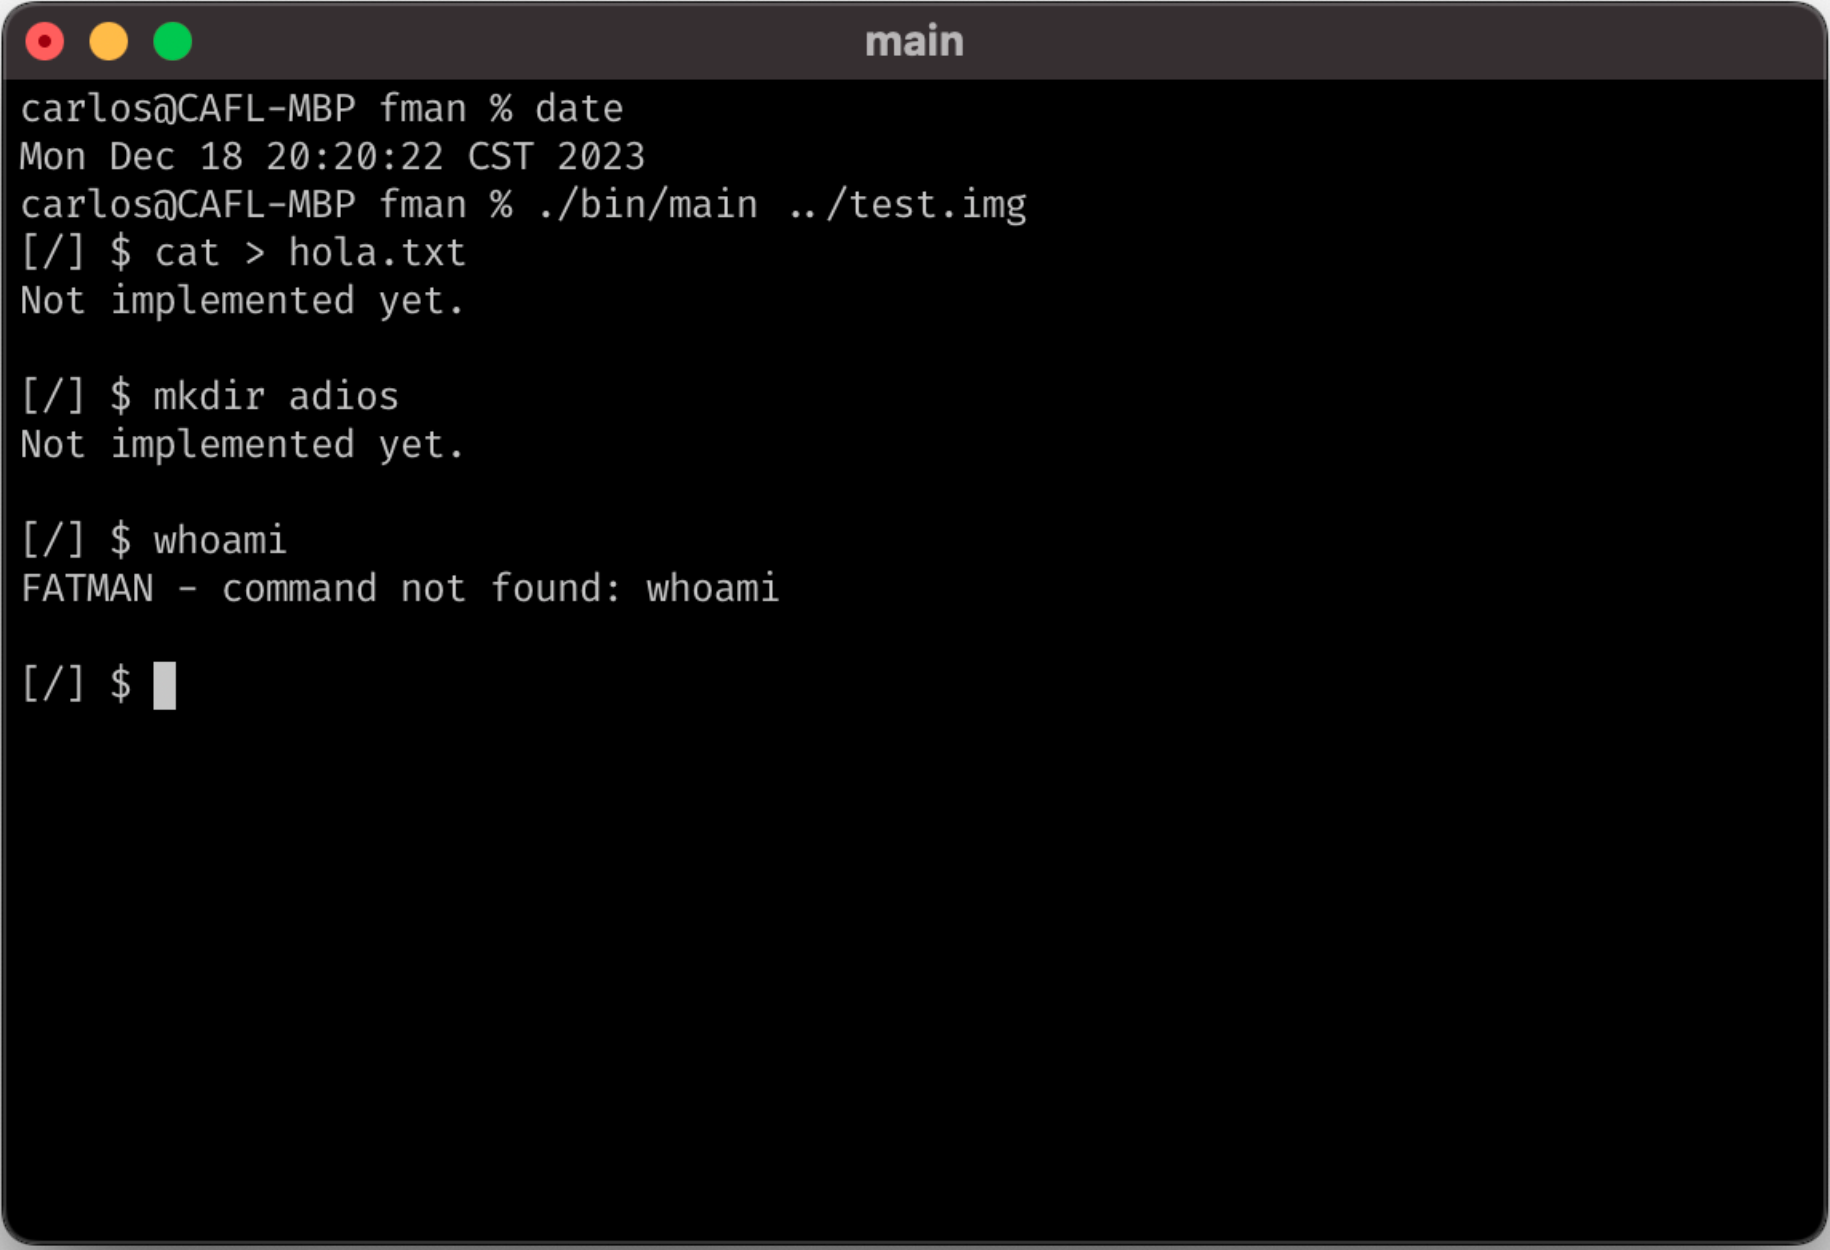 main
carlos@CAFL-MBP fman % date
Mon Dec 18 20:20:22 CST 2023
carlos@CAFL-MBP fman % ./bin/main ../test.img
[/] $ cat > hola.txt
Not implemented yet.
[/] $ mkdir adios
Not implemented yet.
[/] $ whoami
FATMAN - command not found: whoami
[/] $